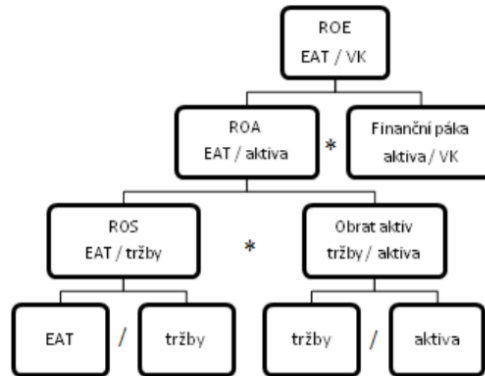 ROE
EAT / VK
ROA
EAT / aktiva
*
Finanční páka
aktiva / VK
ROS
EAT / tržby
*
Obrat aktiv
tržby / aktiva
EAT
/
tržby
tržby
/
aktiva